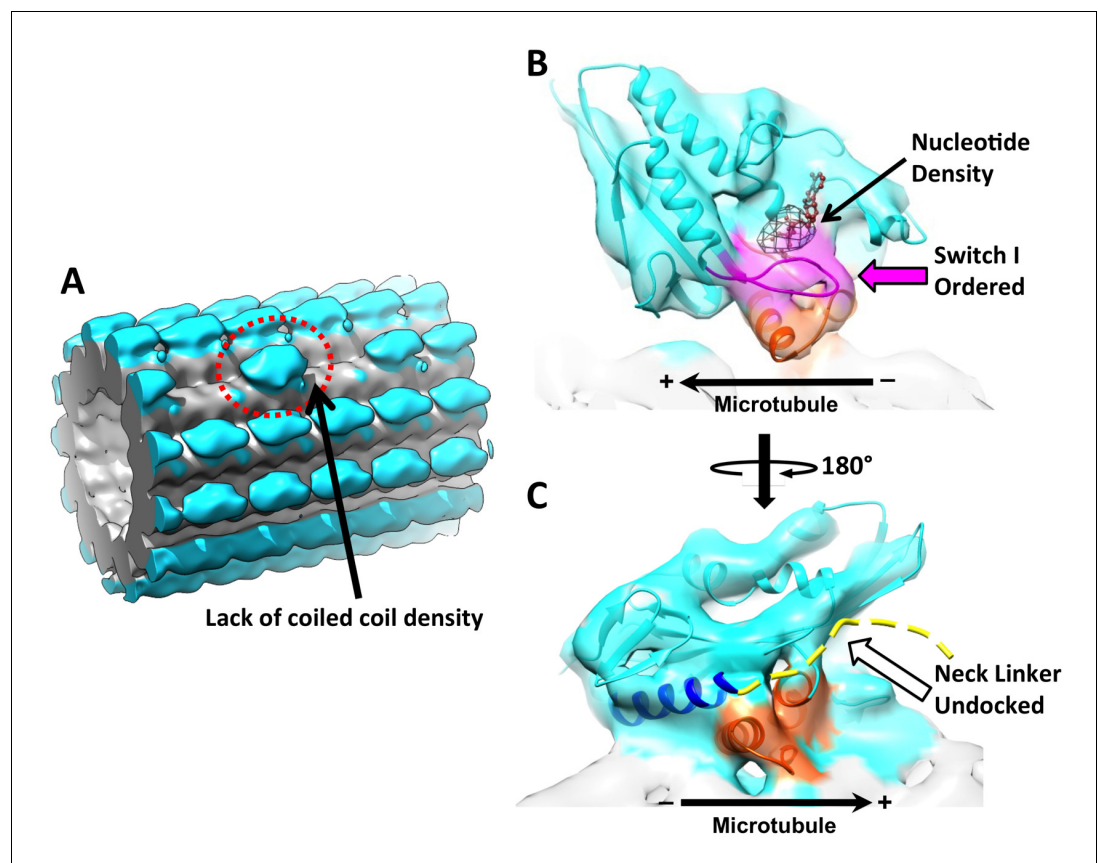 A
Lack of coiled coil density
B
Nucleotide
Density
Switch I
Ordered
+ –
Microtubule
180°
C
Neck Linker
Undocked
– +
Microtubule